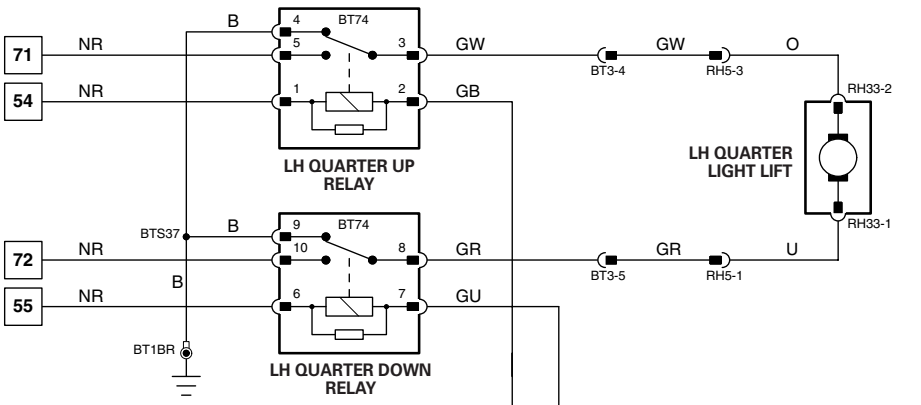 B 4 BT74
71 NR 5 3 GW GW O
BT3-4 RH5-3
54 NR 1 2 GB RH33-2
LH QUARTER UP
RELAY
LH QUARTER
LIGHT LIFT
BTS37 B 9 BT74 RH33-1
72 NR 10 8 GR GR U
BT3-5 RH5-1
B
55 NR 6 7 GU
BT1BR
LH QUARTER DOWN
RELAY